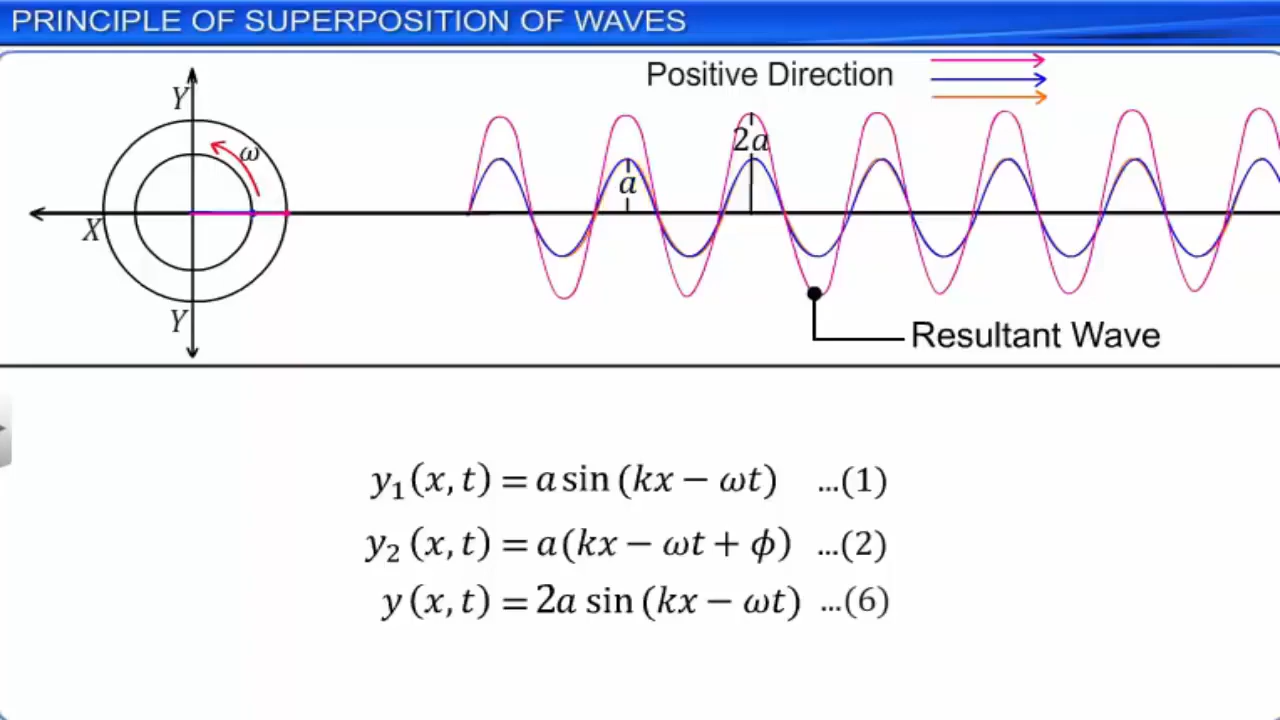 PRINCIPLE OF SUPERPOSITION OF WAVES
Positive Direction
Y
ω
2a
a
X
Y
Resultant Wave
y₁(x, t) = a sin (kx − ωt) ...(1)
y₂ (x, t) = a(kx − ωt + ϕ) ...(2)
y (x, t) = 2a sin (kx − ωt) ...(6)